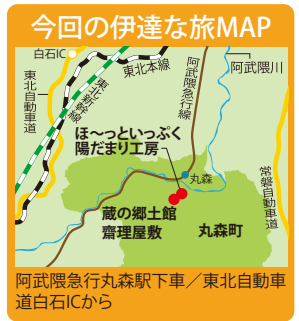 今回の伊達な旅MAP
白石IC
東北本線
阿武隈急行線
阿武隈川
東北自動車道
東北新幹線
ほ〜っといっぷく
陽だまり工房
丸森
常磐自動車道
蔵の郷土館
齋理屋敷
丸森町
阿武隈急行丸森駅下車／東北自動車
道白石ICから